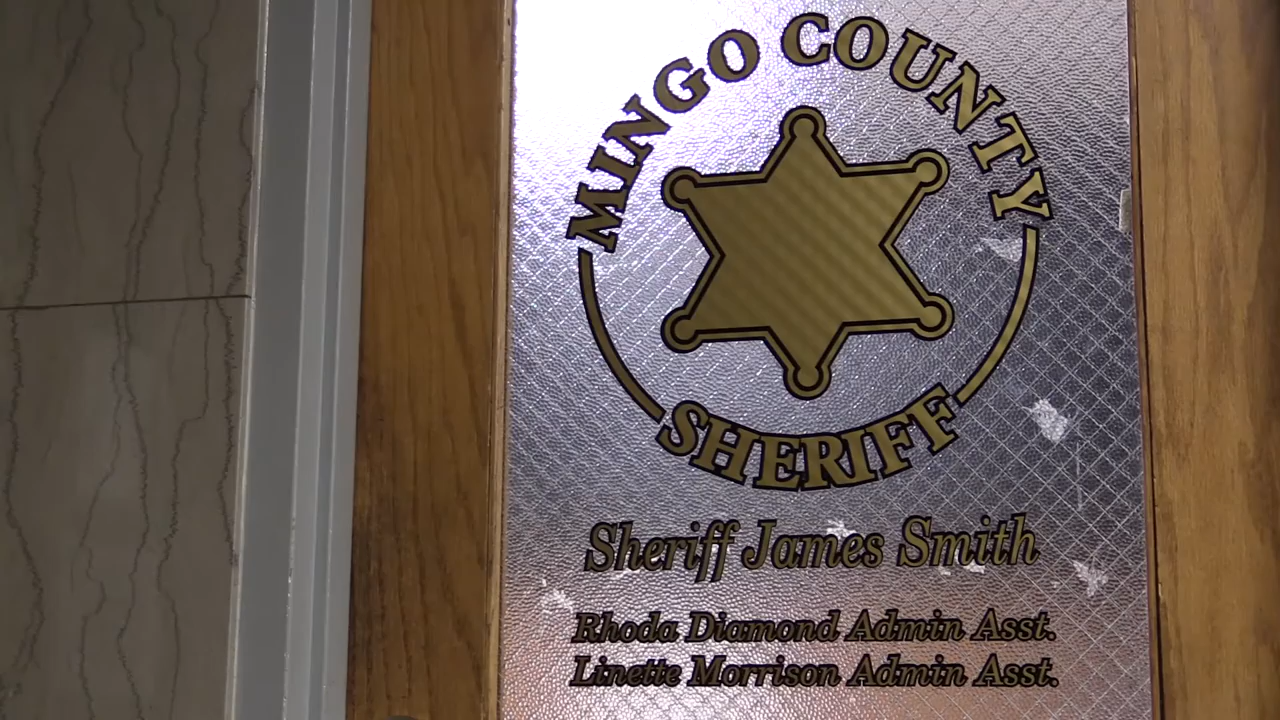 MINGO COUNTY
SHERIFF
Sheriff James Smith
Rhoda Diamond Admin Asst.
Linette Morrison Admin Asst.